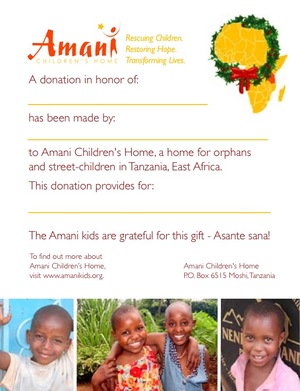 Amani
CHILDREN'S HOME
Rescuing Children.
Restoring Hope.
Transforming Lives.
A donation in honor of:
has been made by:
to Amani Children's Home, a home for orphans
and street-children in Tanzania, East Africa.
This donation provides for:
The Amani kids are grateful for this gift - Asante sana!
To find out more about
Amani Children's Home,
visit www.amanikids.org.
Amani Children's Home
P.O. Box 6515 Moshi, Tanzania